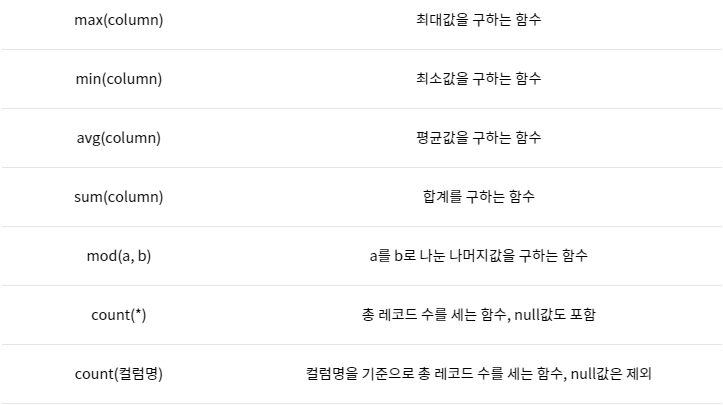 max(column) 최대값을 구하는 함수
min(column) 최소값을 구하는 함수
avg(column) 평균값을 구하는 함수
sum(column) 합계를 구하는 함수
mod(a, b) a를 b로 나눈 나머지값을 구하는 함수
count(*) 총 레코드 수를 세는 함수, null값도 포함
count(컬럼명) 컬럼명을 기준으로 총 레코드 수를 세는 함수, null값은 제외